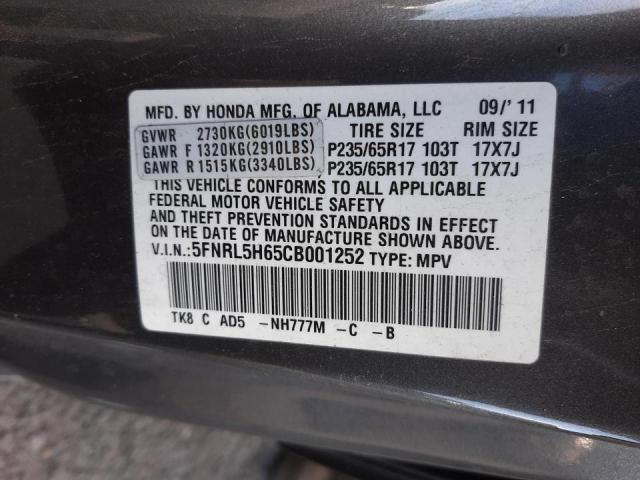 MFD. BY HONDA MFG. OF ALABAMA, LLC 09/'11
GVWR 2730KG(6019LBS) TIRE SIZE RIM SIZE
GAWR F 1320KG(2910LBS) P235/65R17 103T 17X7J
GAWR R 1515KG(3340LBS) P235/65R17 103T 17X7J
THIS VEHICLE CONFORMS TO ALL APPLICABLE
FEDERAL MOTOR VEHICLE SAFETY
AND THEFT PREVENTION STANDARDS IN EFFECT
ON THE DATE OF MANUFACTURE SHOWN ABOVE.
V.I.N.:5FNRL5H65CB001252 TYPE: MPV
TK8 C AD5 -NH777M -C -B